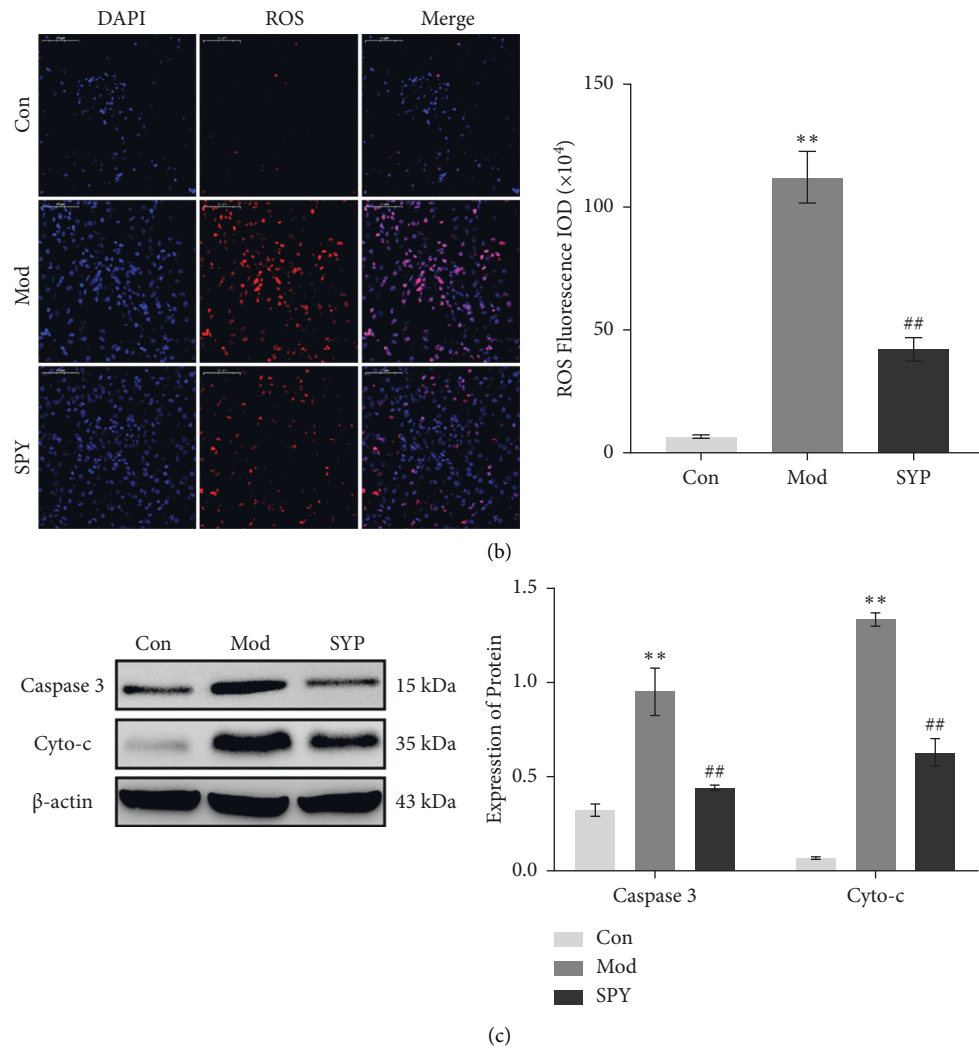 DAPI ROS Merge
Con
Mod
SPY
ROS Fluorescence IOD (×10⁴)
150
100
50
0
**
##
Con Mod SYP
(b)
Con Mod SYP
Caspase 3 15 kDa
Cyto-c 35 kDa
β-actin 43 kDa
Expresstion of Protein
1.5
1.0
0.5
0.0
**
##
**
##
Caspase 3 Cyto-c
Con
Mod
SPY
(c)